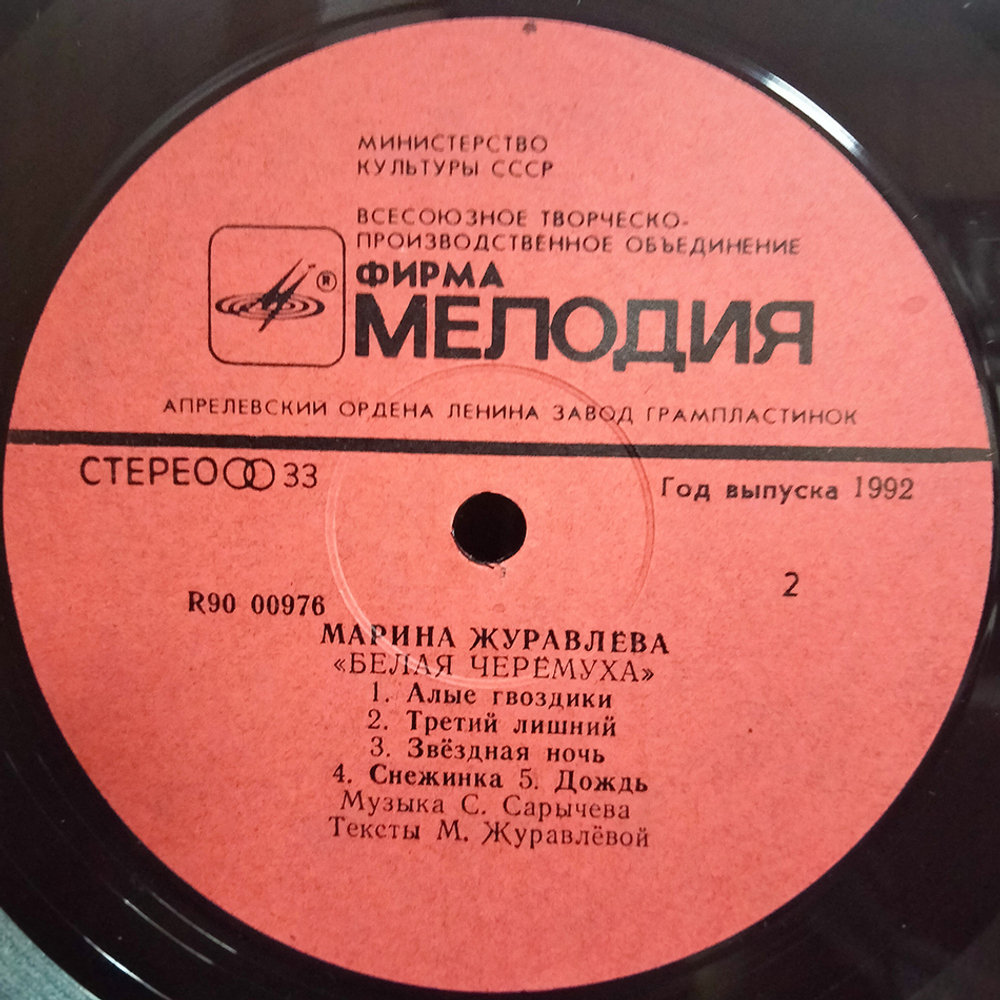 МИНИСТЕРСТВО
КУЛЬТУРЫ СССР
ВСЕСОЮЗНОЕ ТВОРЧЕСКО-
ПРОИЗВОДСТВЕННОЕ ОБЪЕДИНЕНИЕ
®
ФИРМА
МЕЛОДИЯ
АПРЕЛЕВСКИЙ ОРДЕНА ЛЕНИНА ЗАВОД ГРАМПЛАСТИНОК
СТЕРЕО 33
Год выпуска 1992
2
R90 00976
МАРИНА ЖУРАВЛЁВА
«БЕЛАЯ ЧЕРЁМУХА»
1. Алые гвоздики
2. Третий лишний
3. Звёздная ночь
4. Снежинка 5. Дождь
Музыка С. Сарычева
Тексты М. Журавлёвой